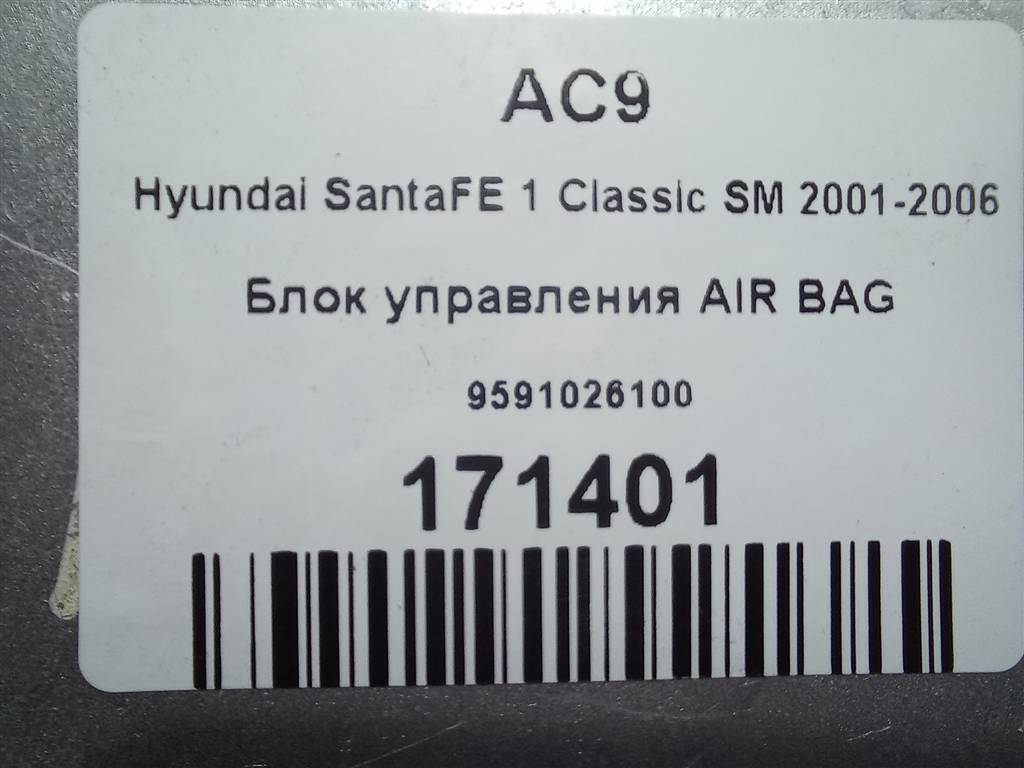 AC9
Hyundai SantaFE 1 Classic SM 2001-2006
Блок управления AIR BAG
9591026100
171401